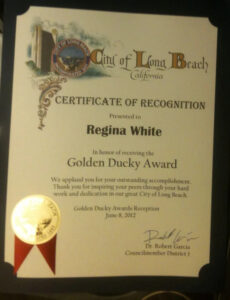 City of Long Beach
California
CERTIFICATE OF RECOGNITION
Presented to
Regina White
In honor of receiving the
Golden Ducky Award
We applaud you for your outstanding accomplishments.
Thank you for inspiring your peers through your hard
work and dedication in our great City of Long Beach.
Golden Ducky Awards Reception
June 8, 2012
Dr. Robert Garcia
Councilmember District 1